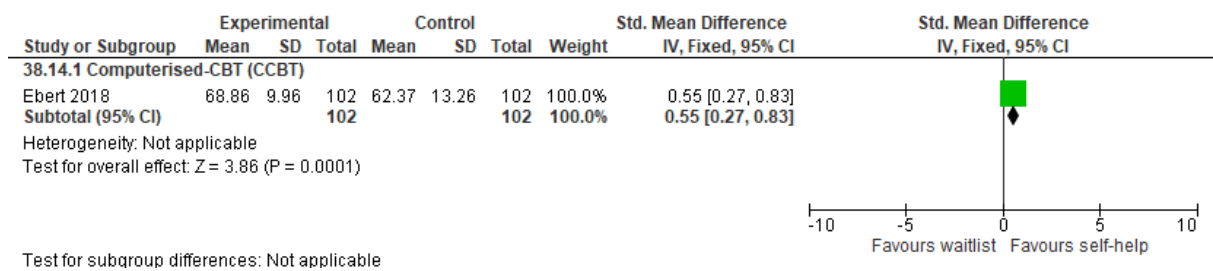 Experimental Control Std. Mean Difference Std. Mean Difference
Study or Subgroup Mean SD Total Mean SD Total Weight IV, Fixed, 95% CI IV, Fixed, 95% CI
38.14.1 Computerised-CBT (CCBT)
Ebert 2018 68.86 9.96 102 62.37 13.26 102 100.0% 0.55 [0.27, 0.83]
Subtotal (95% CI) 102 102 100.0% 0.55 [0.27, 0.83]
Heterogeneity: Not applicable
Test for overall effect: Z = 3.86 (P = 0.0001)
-10 -5 0 5 10
Favours waitlist Favours self-help
Test for subgroup differences: Not applicable